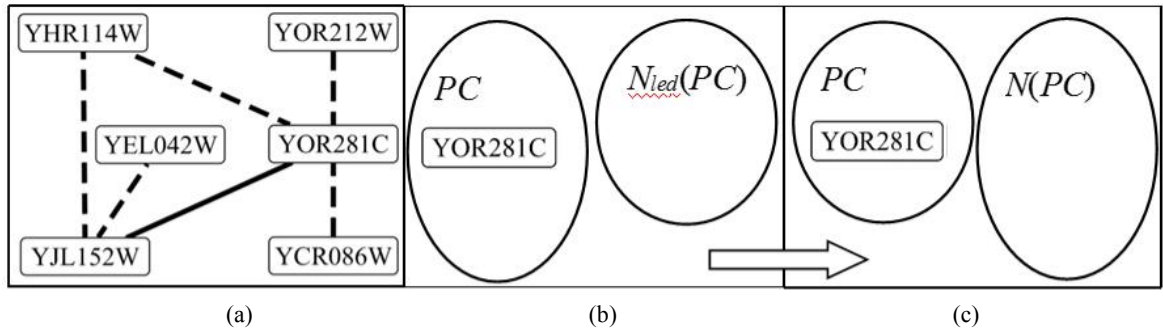 YHR114W
YOR212W
YEL042W
YOR281C
YJL152W
YCR086W
PC
Nled(PC)
YOR281C
PC
N(PC)
YOR281C
(a)
(b)
(c)